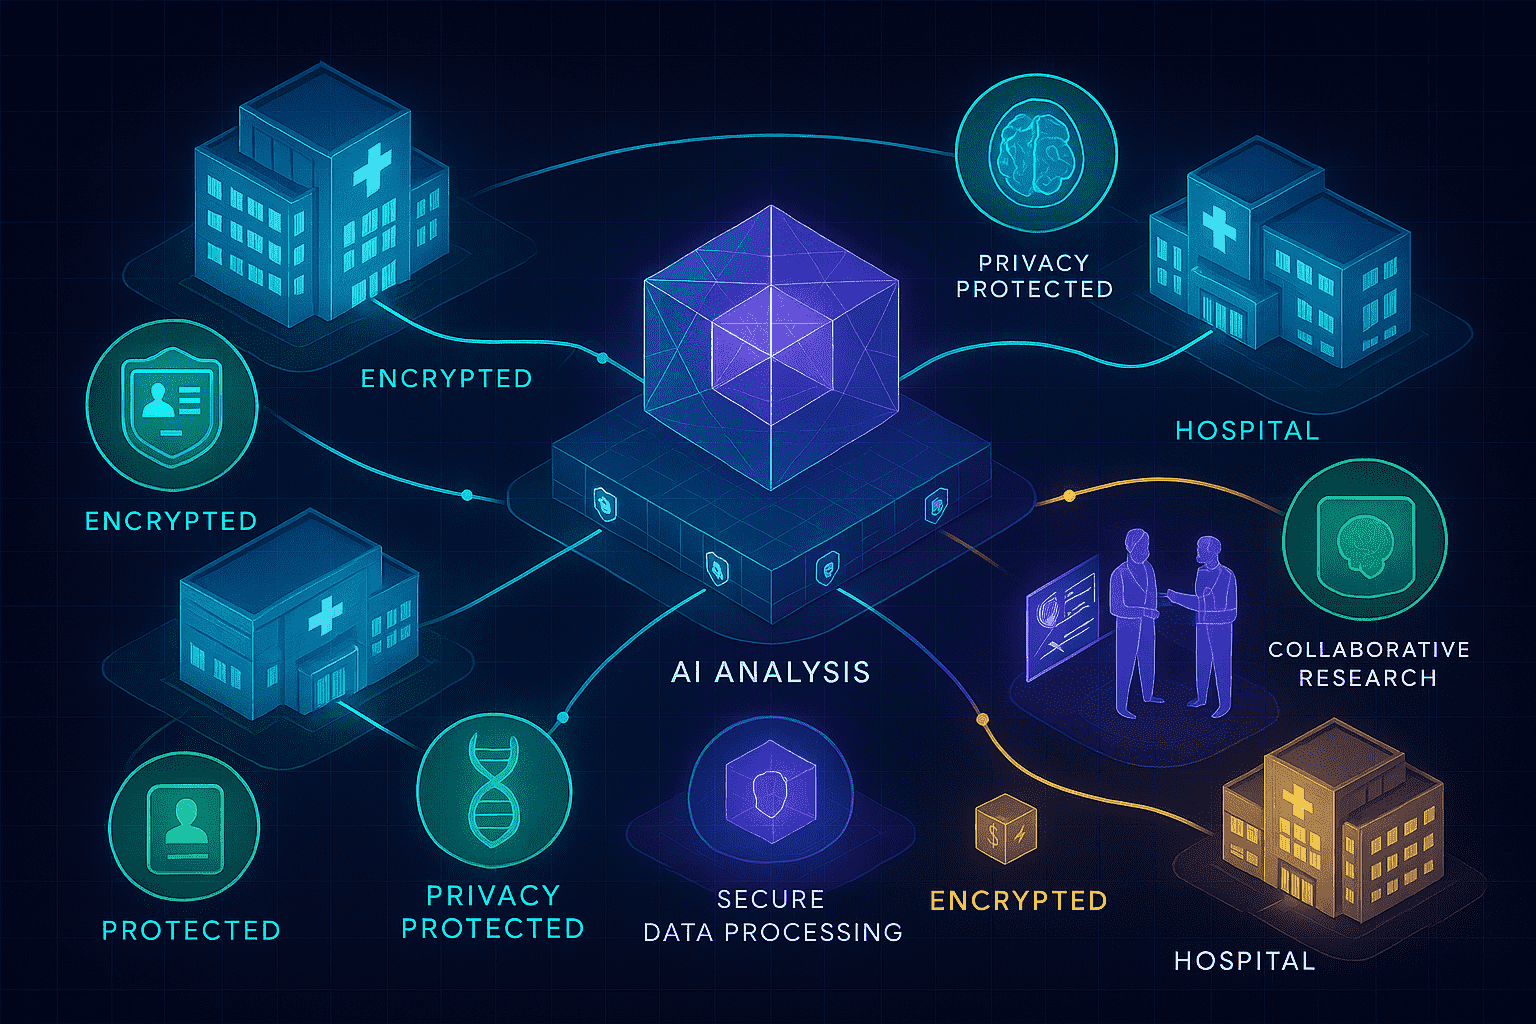 PRIVACY
PROTECTED
ENCRYPTED
HOSPITAL
ENCRYPTED
COLLABORATIVE
RESEARCH
AI ANALYSIS
PRIVACY
PROTECTED
SECURE
DATA PROCESSING
$
ENCRYPTED
PROTECTED
HOSPITAL